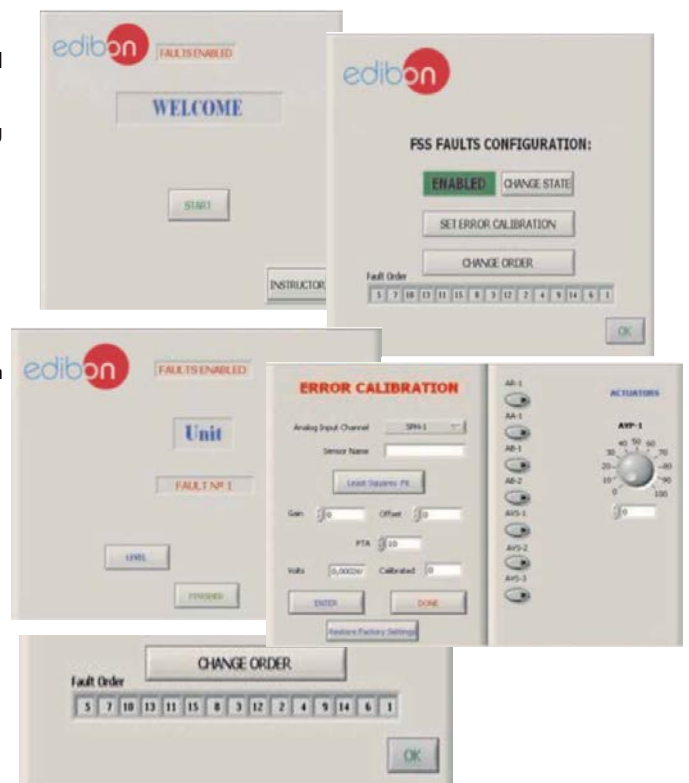 edibon
FAULTS ENABLED
WELCOME
START
INSTRUCTOR
edibon
FSS FAULTS CONFIGURATION:
ENABLED CHANGE STATE
SET ERROR CALIBRATION
CHANGE ORDER
Fault Order
5 7 10 13 11 15 8 3 12 2 4 9 14 6 1
OK
edibon
FAULTS ENABLED
Unit
FAULT Nº 1
LEVEL
FINISHED
ERROR CALIBRATION
Analog Input Channel SPH-1
Sensor Name
Least Squares Fit
Gain 0 Offset 0
PTA 10
Volts Calibrated 0
ENTER DONE
Restore Factory Settings
AR-1
AA-1
AB-1
AB-2
AVS-1
AVS-2
AVS-3
ACTUATORS
AVP-1
0 10 20 30 40 50 60 70 80 90 100
0
CHANGE ORDER
Fault Order
5 7 10 13 11 15 8 3 12 2 4 9 14 6 1
OK